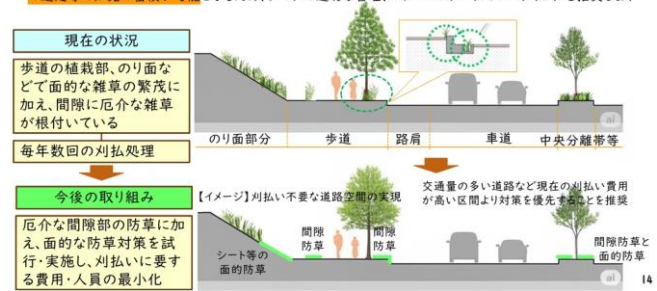 現在の状況
歩道の植栽部、のり面な
どで面的な雑草の繁茂に
加え、間隙に厄介な雑草
が根付いている
毎年数回の刈払処理
のり面部分
歩道
路肩
車道
中央分離帯等
今後の取り組み
厄介な間隙部の防草に加
え、面的な防草対策を試
行・実施し、刈払いに要す
る費用・人員の最小化
【イメージ】刈払い不要な道路空間の実現
交通量の多い道路など現在の刈払い費用
が高い区間より対策を優先することを推奨
シート等の
面的防草
間隙
防草
間隙
防草
間隙防草と
面的防草
ai
ai
14